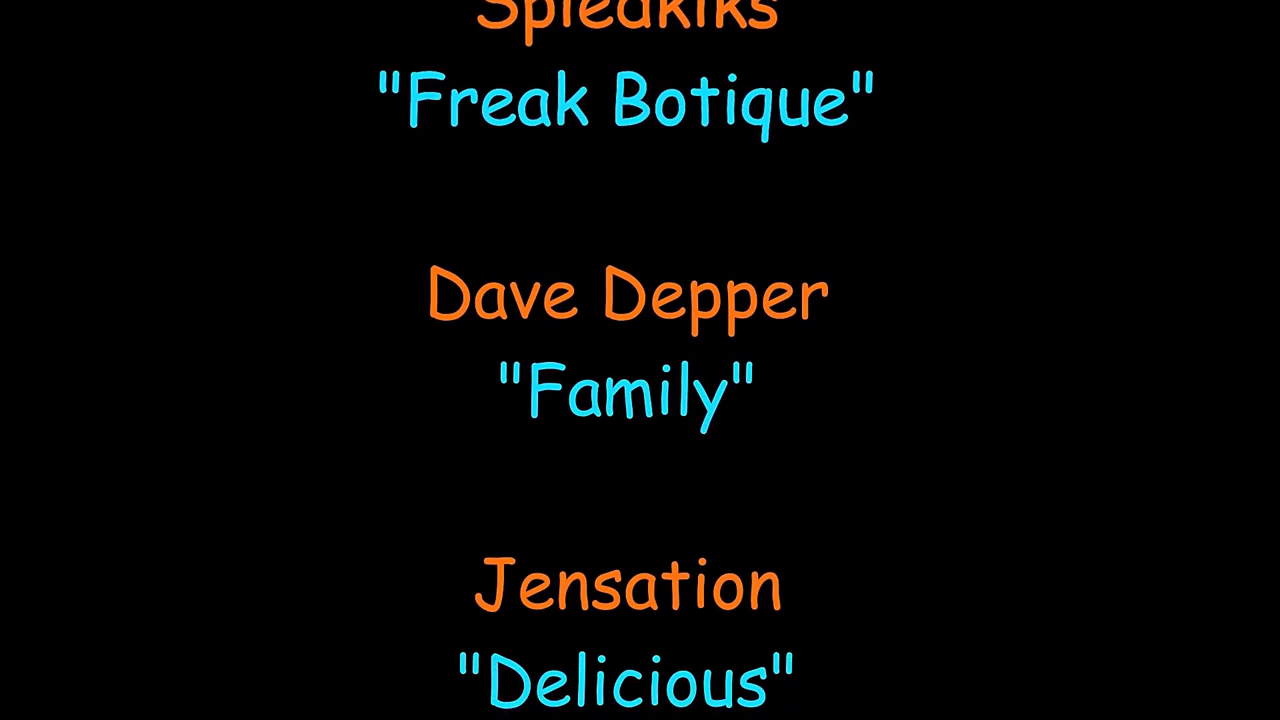 "Freak Botique"
Dave Depper
"Family"
Jensation
"Delicious"